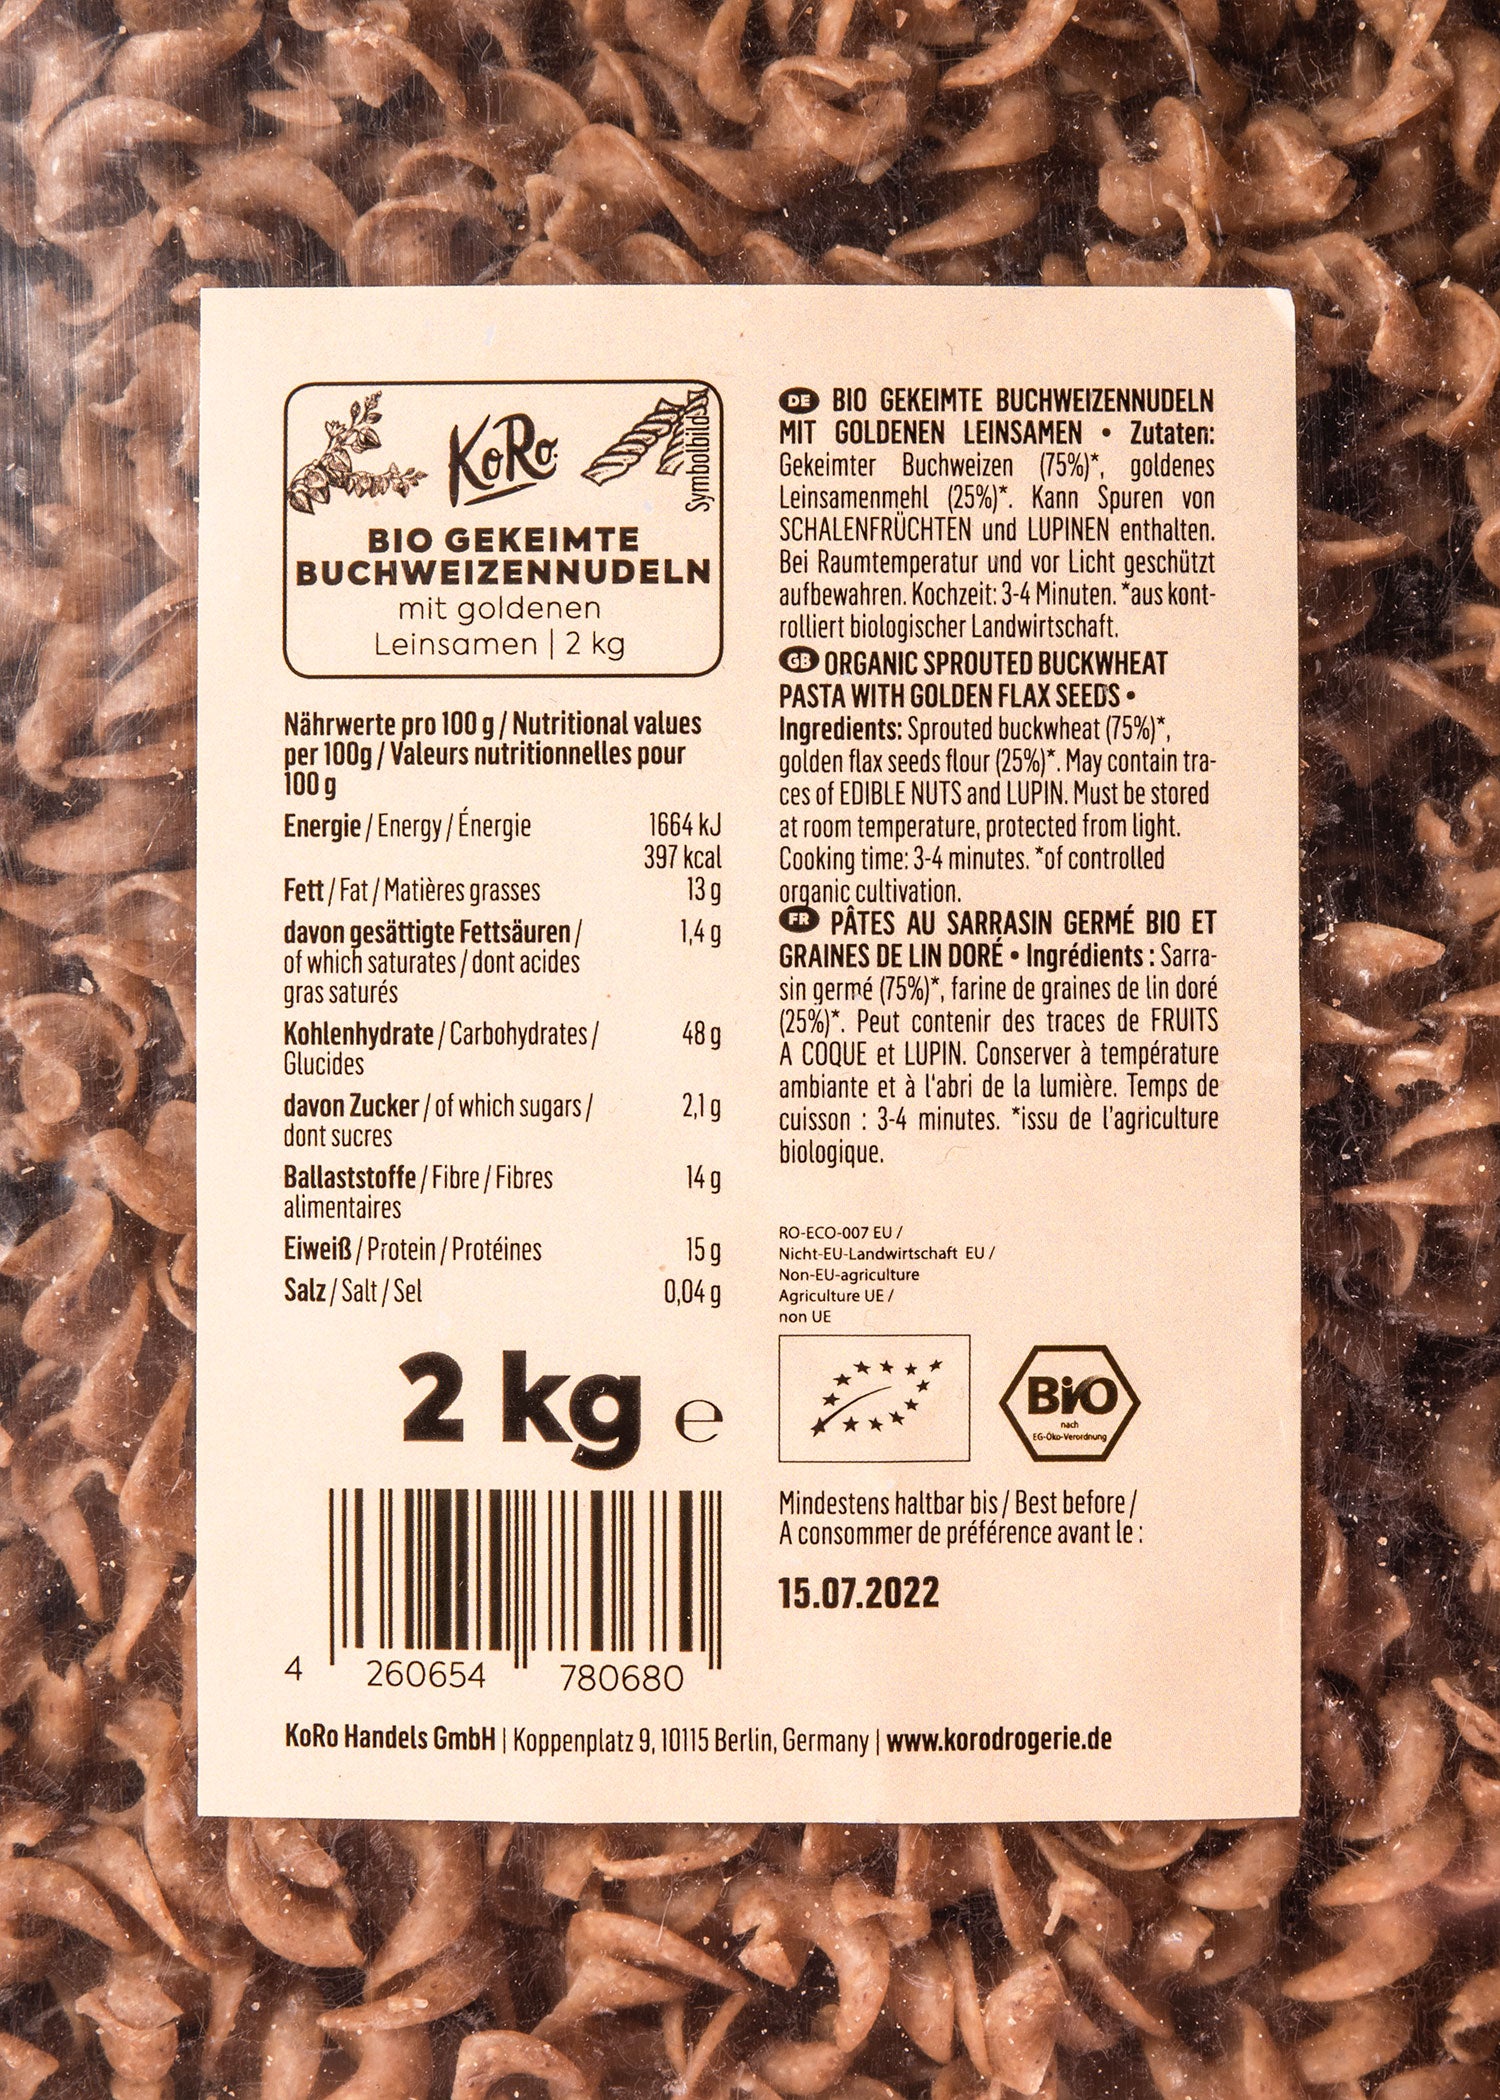 KoRo
Symbolbild
BIO GEKEIMTE
BUCHWEIZENNUDELN
mit goldenen
Leinsamen | 2 kg
Nährwerte pro 100 g / Nutritional values
per 100g / Valeurs nutritionnelles pour
100 g
Energie / Energy / Énergie 1664 kJ
397 kcal
Fett / Fat / Matières grasses 13 g
davon gesättigte Fettsäuren / 1,4 g
of which saturates / dont acides
gras saturés
Kohlenhydrate / Carbohydrates / 48 g
Glucides
davon Zucker / of which sugars / 2,1 g
dont sucres
Ballaststoffe / Fibre / Fibres 14 g
alimentaires
Eiweiß / Protein / Protéines 15 g
Salz / Salt / Sel 0,04 g
2 kg e
4 260654 780680
DE BIO GEKEIMTE BUCHWEIZENNUDELN
MIT GOLDENEN LEINSAMEN • Zutaten:
Gekeimter Buchweizen (75%)*, goldenes
Leinsamenmehl (25%)*. Kann Spuren von
SCHALENFRÜCHTEN und LUPINEN enthalten.
Bei Raumtemperatur und vor Licht geschützt
aufbewahren. Kochzeit: 3-4 Minuten. *aus kont-
rolliert biologischer Landwirtschaft.
GB ORGANIC SPROUTED BUCKWHEAT
PASTA WITH GOLDEN FLAX SEEDS •
Ingredients: Sprouted buckwheat (75%)*,
golden flax seeds flour (25%)*. May contain tra-
ces of EDIBLE NUTS and LUPIN. Must be stored
at room temperature, protected from light.
Cooking time: 3-4 minutes. *of controlled
organic cultivation.
FR PÂTES AU SARRASIN GERMÉ BIO ET
GRAINES DE LIN DORÉ • Ingrédients : Sarra-
sin germé (75%)*, farine de graines de lin doré
(25%)*. Peut contenir des traces de FRUITS
A COQUE et LUPIN. Conserver à température
ambiante et à l'abri de la lumière. Temps de
cuisson : 3-4 minutes. *issu de l'agriculture
biologique.
RO-ECO-007 EU /
Nicht-EU-Landwirtschaft EU /
Non-EU-agriculture
Agriculture UE /
non UE
BiO
nach
EG-Öko-Verordnung
Mindestens haltbar bis / Best before /
A consommer de préférence avant le :
15.07.2022
KoRo Handels GmbH | Koppenplatz 9, 10115 Berlin, Germany | www.korodrogerie.de